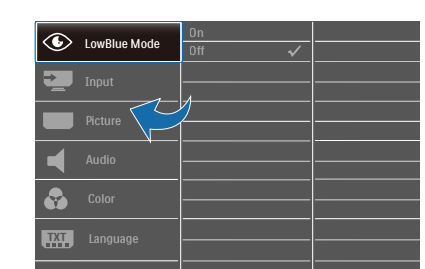 LowBlue Mode
On
Off
Input
Picture
Audio
Color
TXT
Language